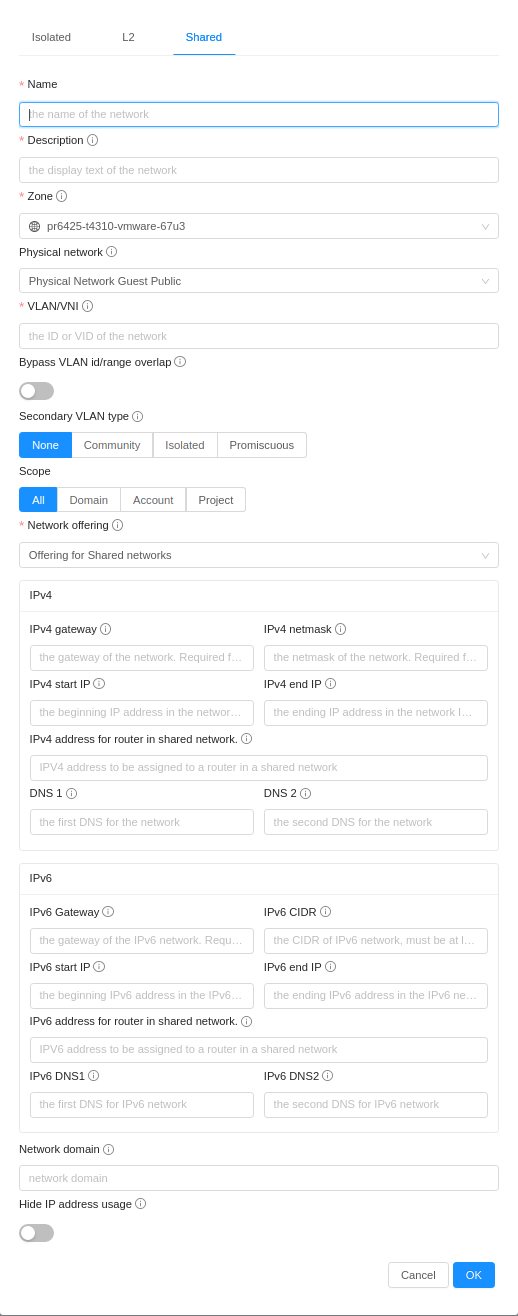 Isolated L2 Shared
* Name
the name of the network
* Description
the display text of the network
* Zone
pr6425-t4310-vmware-67u3
Physical network
Physical Network Guest Public
* VLAN/VNI
the ID or VID of the network
Bypass VLAN id/range overlap
Secondary VLAN type
None Community Isolated Promiscuous
Scope
All Domain Account Project
* Network offering
Offering for Shared networks
IPv4
IPv4 gateway IPv4 netmask
the gateway of the network. Required f... the netmask of the network. Required f...
IPv4 start IP IPv4 end IP
the beginning IP address in the networ... the ending IP address in the network I...
IPv4 address for router in shared network.
IPV4 address to be assigned to a router in a shared network
DNS 1 DNS 2
the first DNS for the network the second DNS for the network
IPv6
IPv6 Gateway IPv6 CIDR
the gateway of the IPv6 network. Requ... the CIDR of IPv6 network, must be at l...
IPv6 start IP IPv6 end IP
the beginning IPv6 address in the IPv6... the ending IPv6 address in the IPv6 ne...
IPv6 address for router in shared network.
IPV6 address to be assigned to a router in a shared network
IPv6 DNS1 IPv6 DNS2
the first DNS for IPv6 network the second DNS for IPv6 network
Network domain
network domain
Hide IP address usage
Cancel OK